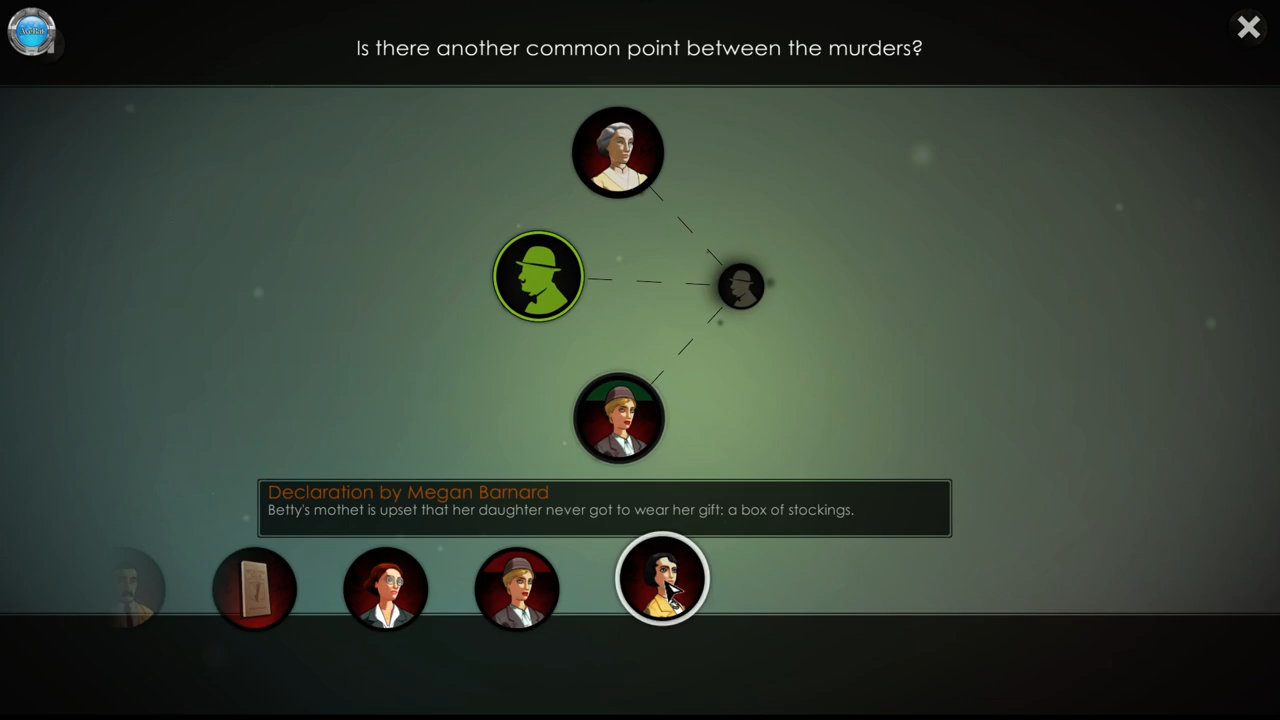 Is there another common point between the murders?
Declaration by Megan Barnard
Betty's mothet is upset that her daughter never got to wear her gift: a box of stockings.